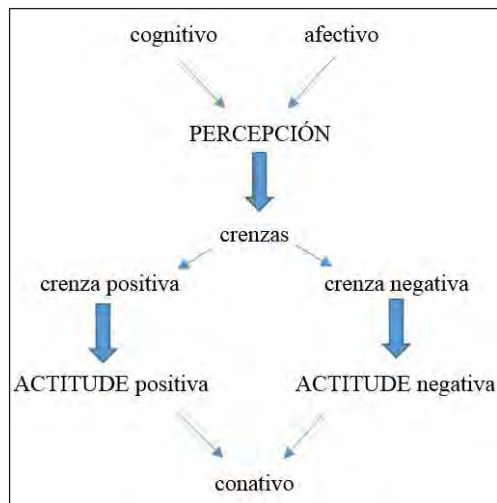 cognitivo afectivo
PERCEPCIÓN
crenzas
crenza positiva crenza negativa
ACTITUDE positiva ACTITUDE negativa
conativo